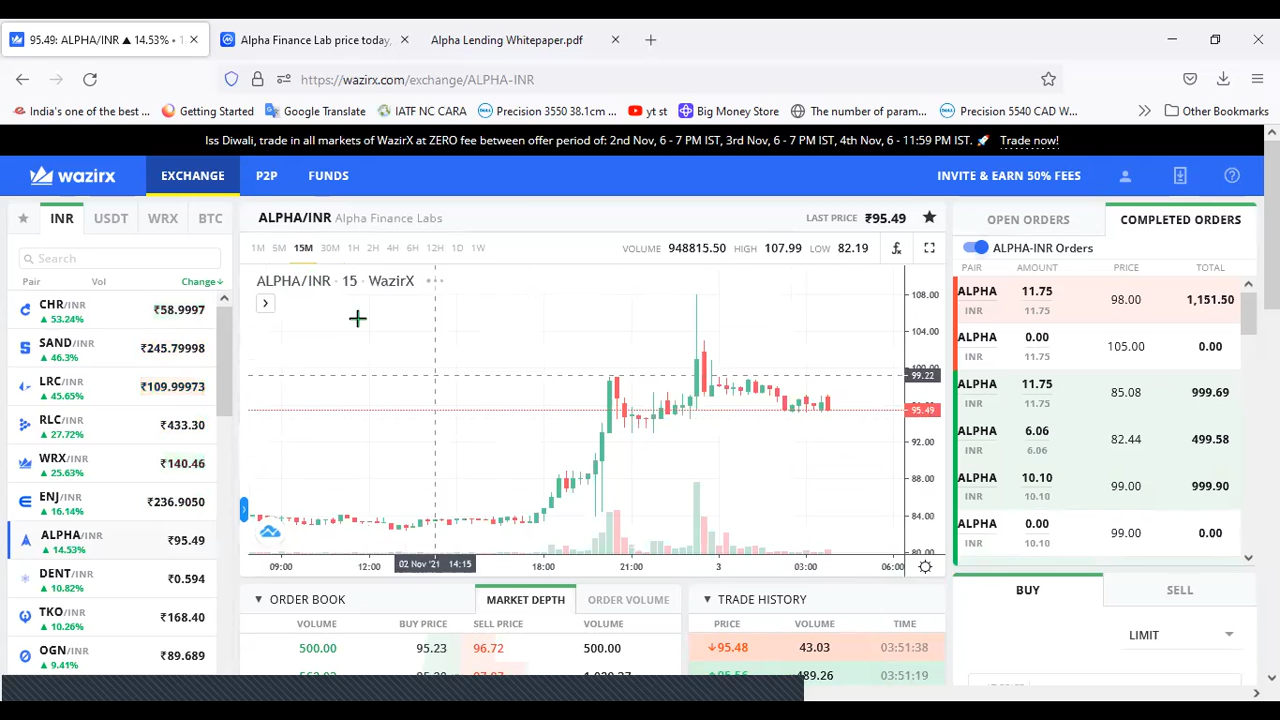 95.49: ALPHA/INR ▲ 14.53% • 1
Alpha Finance Lab price today,
Alpha Lending Whitepaper.pdf
https://wazirx.com/exchange/ALPHA-INR
India's one of the best ...
Getting Started
Google Translate
IATF NC CARA
Precision 3550 38.1cm ...
yt st
Big Money Store
The number of param...
Precision 5540 CAD W...
Other Bookmarks
Iss Diwali, trade in all markets of WazirX at ZERO fee between offer period of: 2nd Nov, 6 - 7 PM IST, 3rd Nov, 6 - 7 PM IST, 4th Nov, 6 - 11:59 PM IST. 🚀 Trade now!
wazirx
EXCHANGE
P2P
FUNDS
INVITE & EARN 50% FEES
INR USDT WRX BTC
Search
Pair Vol Change↓
CHR/INR ₹58.9997
▲ 53.24%
SAND/INR ₹245.79998
▲ 46.3%
LRC/INR ₹109.99973
▲ 45.65%
RLC/INR ₹433.30
▲ 27.72%
WRX/INR ₹140.46
▲ 25.63%
ENJ/INR ₹236.9050
▲ 16.14%
ALPHA/INR ₹95.49
▲ 14.53%
DENT/INR ₹0.594
▲ 10.82%
TKO/INR ₹168.40
▲ 10.26%
OGN/INR ₹89.689
▲ 9.41%
ALPHA/INR Alpha Finance Labs
LAST PRICE ₹95.49
1M 5M 15M 30M 1H 2H 4H 6H 12H 1D 1W
VOLUME 948815.50 HIGH 107.99 LOW 82.19
ALPHA/INR · 15 · WazirX
108.00
104.00
100.00
99.22
95.49
92.00
88.00
84.00
80.00
09:00 12:00 02 Nov '21 14:15 18:00 21:00 3 03:00 06:00
ORDER BOOK
MARKET DEPTH
ORDER VOLUME
VOLUME BUY PRICE SELL PRICE VOLUME
500.00 95.23 96.72 500.00
TRADE HISTORY
PRICE VOLUME TIME
↓95.48 43.03 03:51:38
03:51:19
OPEN ORDERS
COMPLETED ORDERS
ALPHA-INR Orders
PAIR AMOUNT PRICE TOTAL
ALPHA 11.75 98.00 1,151.50
INR 11.75
ALPHA 0.00 105.00 0.00
INR 11.75
ALPHA 11.75 85.08 999.69
INR 11.75
ALPHA 6.06 82.44 499.58
INR 6.06
ALPHA 10.10 99.00 999.90
INR 10.10
ALPHA 0.00 99.00 0.00
INR 10.10
BUY
SELL
LIMIT